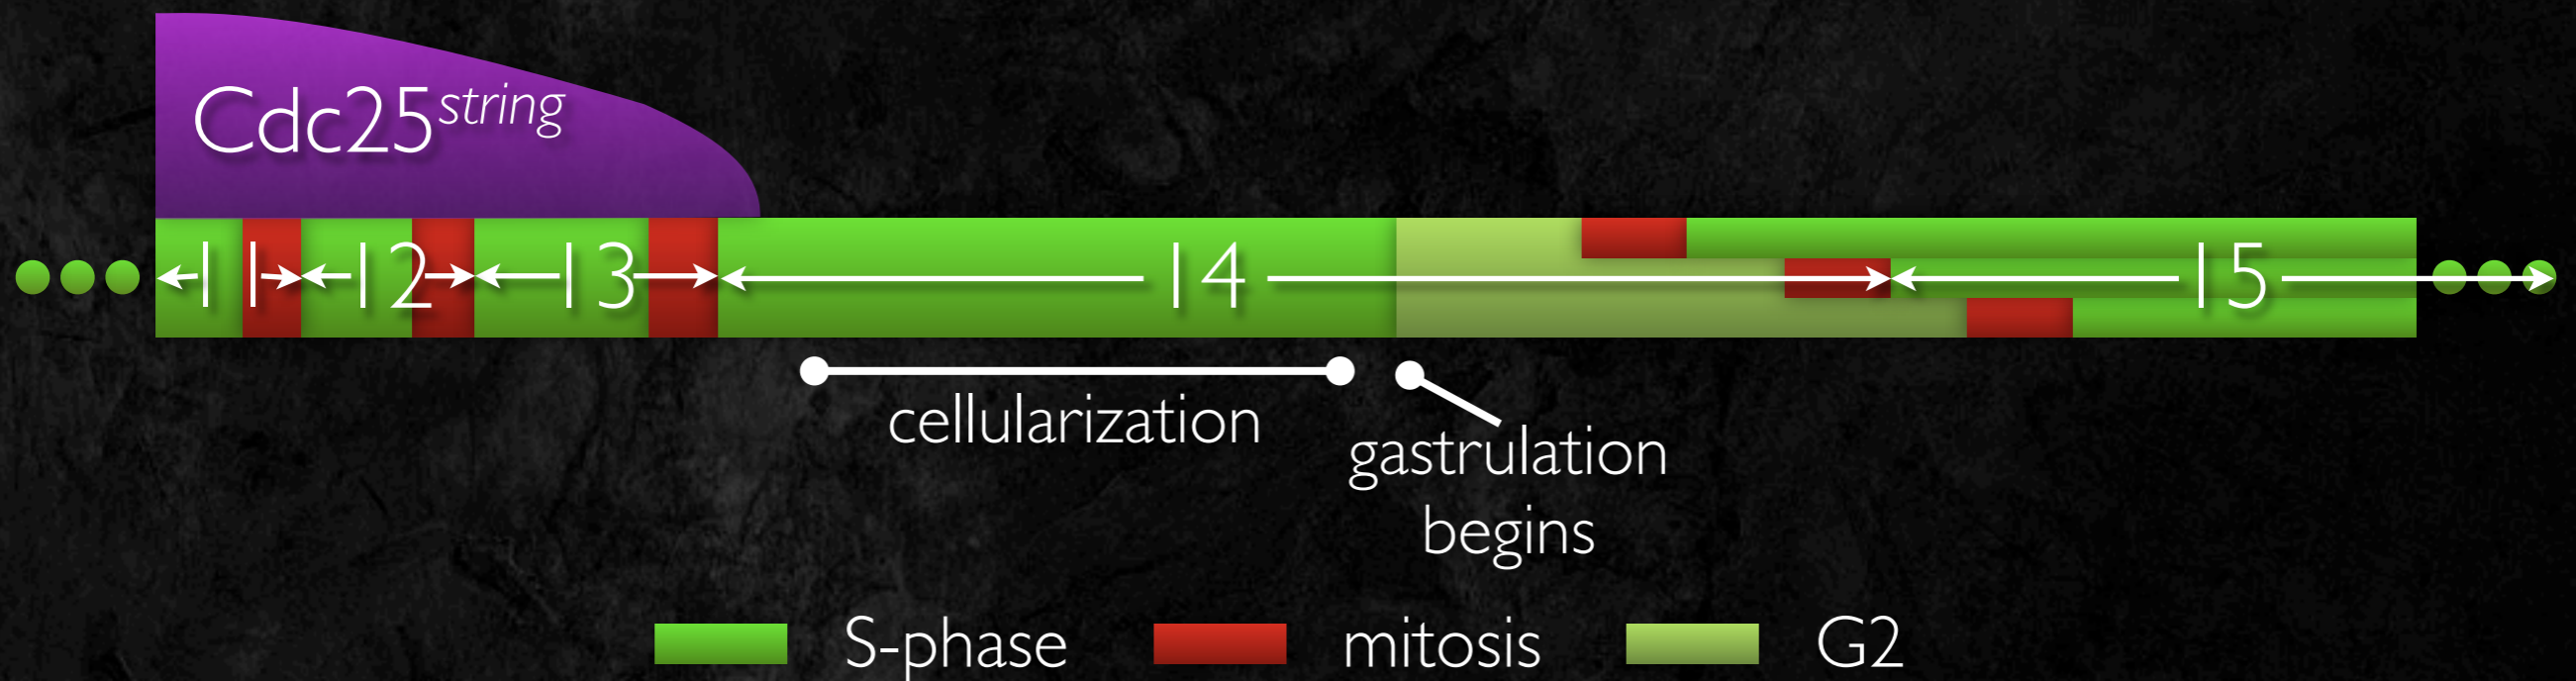 Cdc25string
11 12 13 14 15
cellularization
gastrulation
begins
S-phase mitosis G2